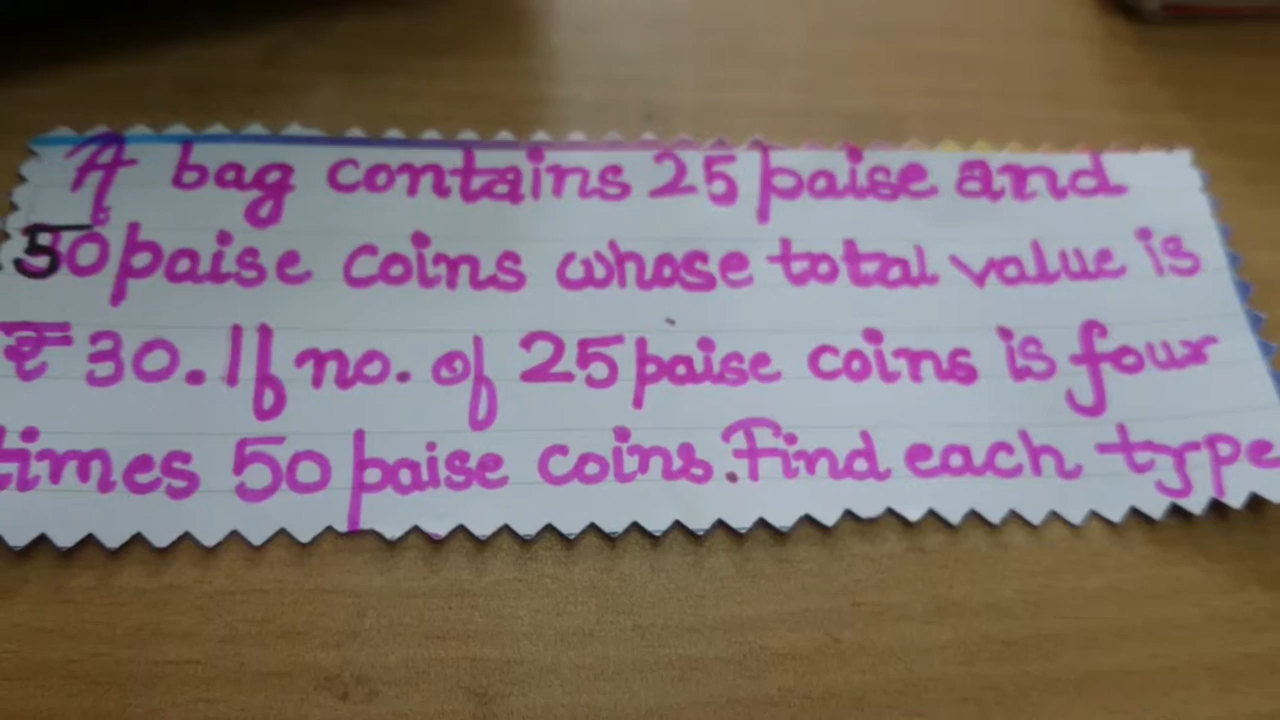 A bag contains 25 paise and
50 paise coins whose total value is
₹ 30. If no. of 25 paise coins is four
times 50 paise coins. Find each type